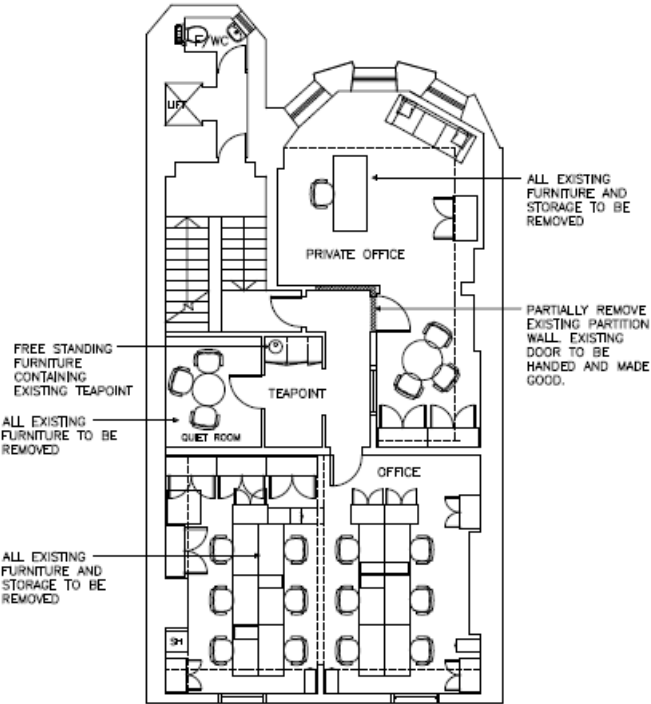 F/WC
LIFT
ALL EXISTING
FURNITURE AND
STORAGE TO BE
REMOVED
PRIVATE OFFICE
PARTIALLY REMOVE
EXISTING PARTITION
WALL. EXISTING
DOOR TO BE
HANDED AND MADE
GOOD.
FREE STANDING
FURNITURE
CONTAINING
EXISTING TEAPOINT
TEAPOINT
ALL EXISTING
FURNITURE TO BE
REMOVED
QUIET ROOM
OFFICE
ALL EXISTING
FURNITURE AND
STORAGE TO BE
REMOVED
SH